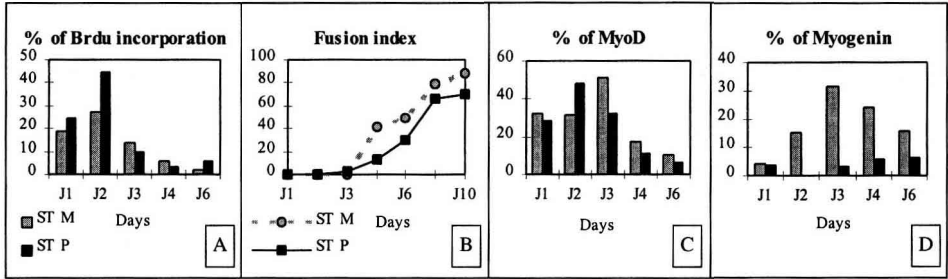 % of Brdu incorporation
50
40
30
20
10
0
J1 J2 J3 J4 J6
Days
ST M
ST P
A
Fusion index
100
80
60
40
20
0
J1 J3 J6 J10
Days
ST M
ST P
B
% of MyoD
60
40
20
0
J1 J2 J3 J4 J6
Days
C
% of Myogenin
40
30
20
10
0
J1 J2 J3 J4 J6
Days
D